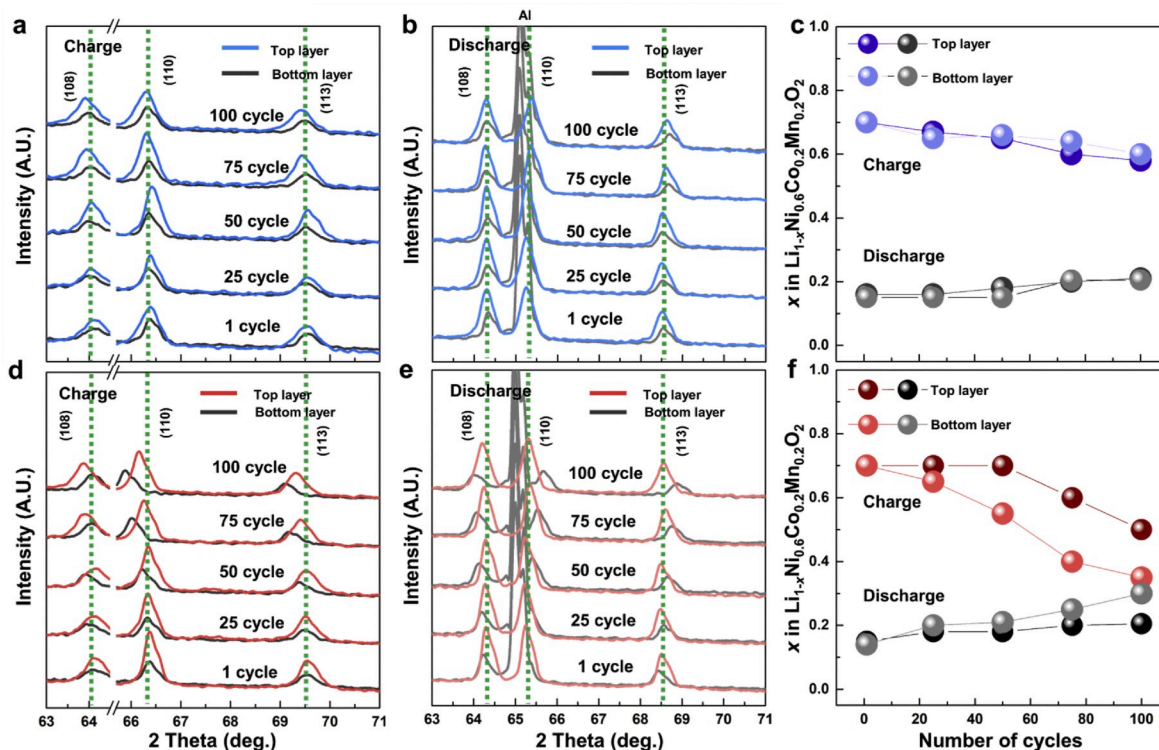 a
Charge
Top layer
Bottom layer
(108)
(110)
(113)
100 cycle
75 cycle
50 cycle
25 cycle
1 cycle
Intensity (A.U.)
b
Al
Discharge
Top layer
Bottom layer
(108)
(110)
(113)
100 cycle
75 cycle
50 cycle
25 cycle
1 cycle
Intensity (A.U.)
c
1.0
0.8
0.6
0.4
0.2
0.0
x in Li1-xNi0.6Co0.2Mn0.2O2
Top layer
Bottom layer
Charge
Discharge
d
Charge
Top layer
Bottom layer
(108)
(110)
(113)
100 cycle
75 cycle
50 cycle
25 cycle
1 cycle
Intensity (A.U.)
63 64 66 67 68 69 70 71
2 Theta (deg.)
e
Discharge
Top layer
Bottom layer
(108)
(110)
(113)
100 cycle
75 cycle
50 cycle
25 cycle
1 cycle
Intensity (A.U.)
63 64 65 66 67 68 69 70 71
2 Theta (deg.)
f
1.0
0.8
0.6
0.4
0.2
0.0
x in Li1-xNi0.6Co0.2Mn0.2O2
Top layer
Bottom layer
Charge
Discharge
0 20 40 60 80 100
Number of cycles